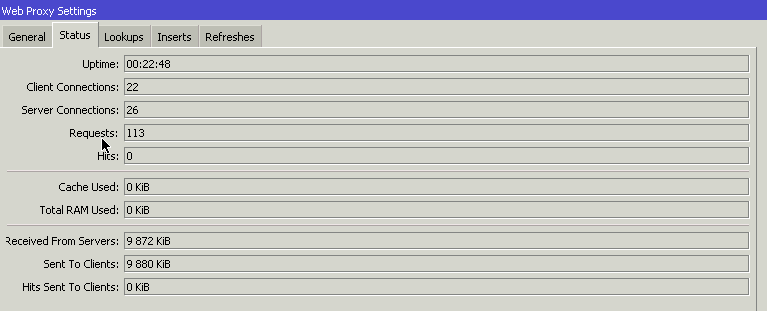 Web Proxy Settings
General Status Lookups Inserts Refreshes
Uptime: 00:22:48
Client Connections: 22
Server Connections: 26
Requests: 113
Hits: 0
Cache Used: 0 KiB
Total RAM Used: 0 KiB
Received From Servers: 9 872 KiB
Sent To Clients: 9 880 KiB
Hits Sent To Clients: 0 KiB